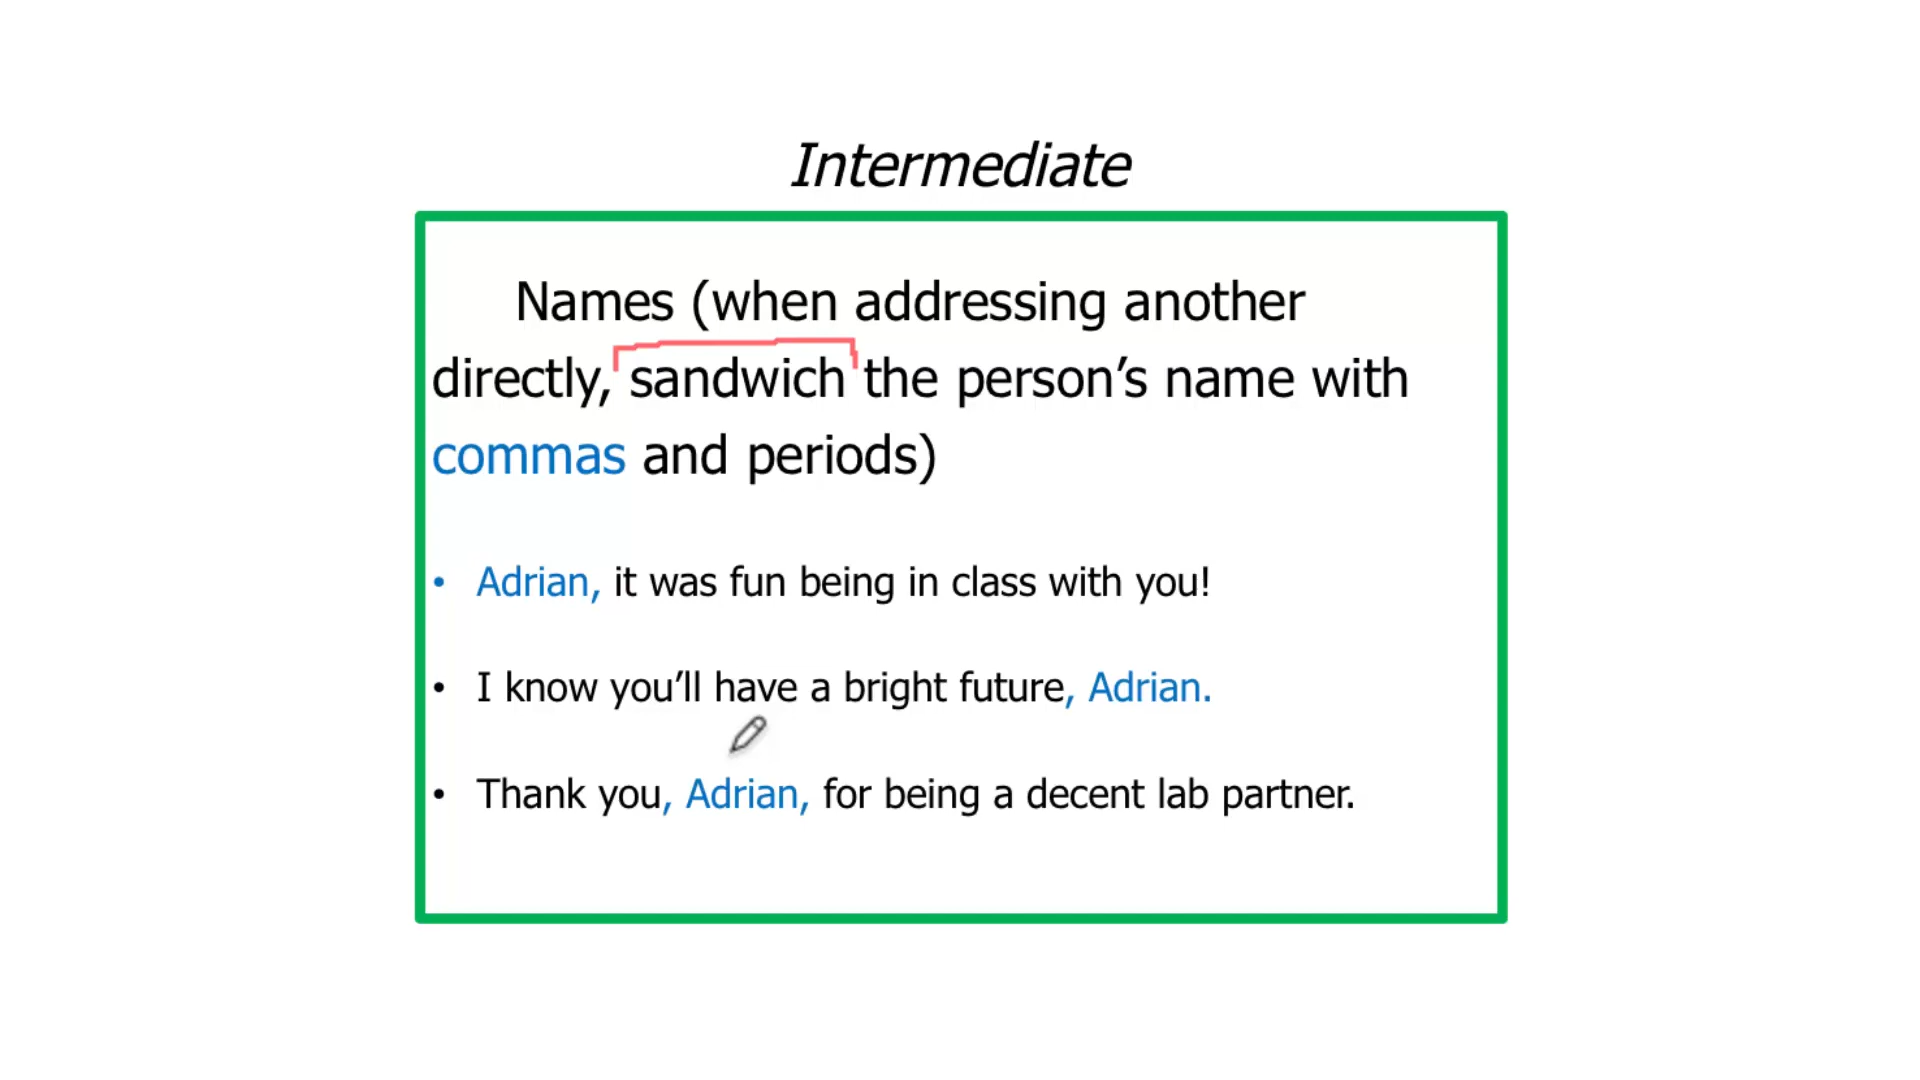 Intermediate
Names (when addressing another
directly, sandwich the person’s name with
commas and periods)
• Adrian, it was fun being in class with you!
• I know you’ll have a bright future, Adrian.
• Thank you, Adrian, for being a decent lab partner.